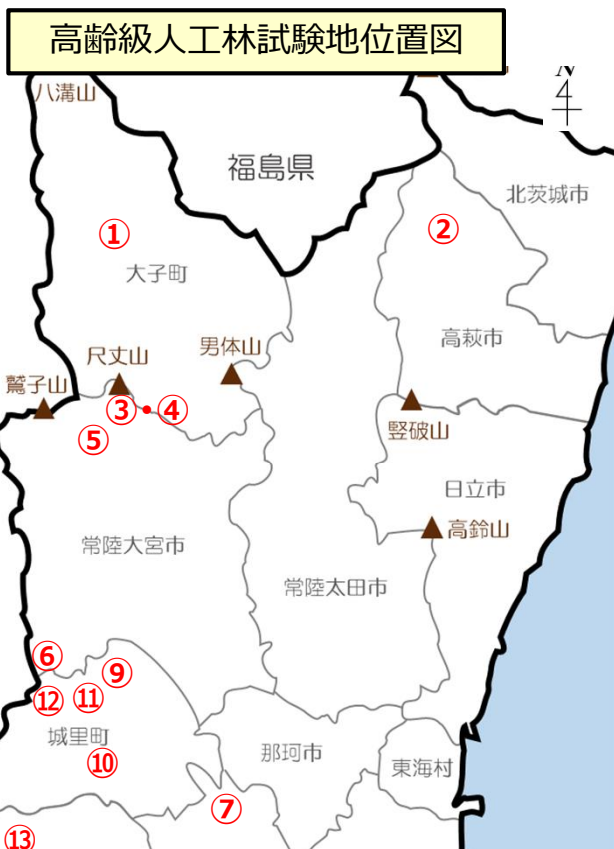 高齢級人工林試験地位置図
八溝山
N
福島県
北茨城市
①
②
大子町
高萩市
男体山
尺丈山
鷲子山
③
④
竪破山
⑤
日立市
高鈴山
常陸大宮市
常陸太田市
⑥
⑨
⑫
⑪
城里町
那珂市
⑩
東海村
⑦
⑬